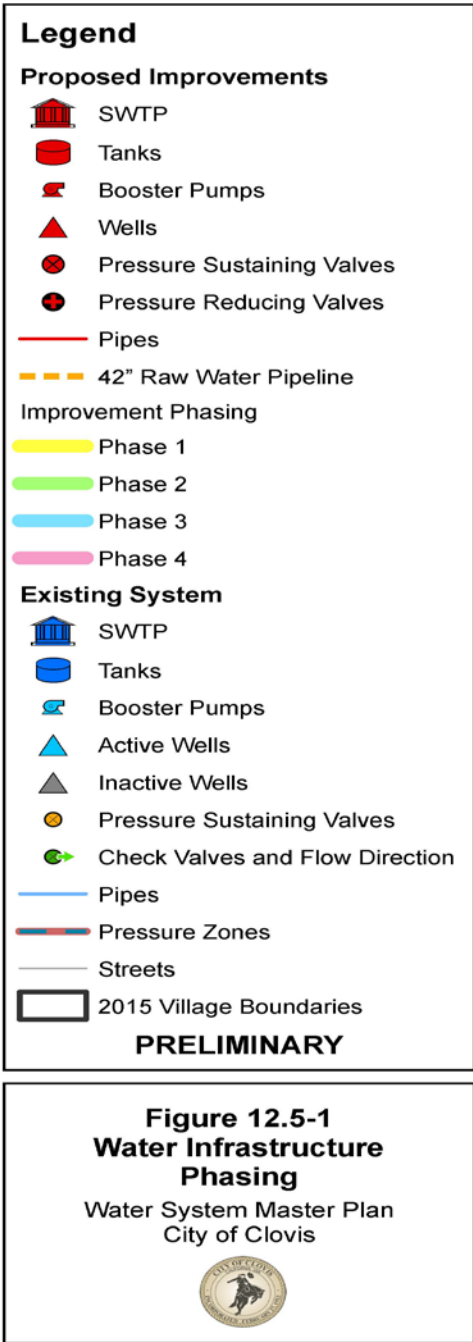 Legend
Proposed Improvements
SWTP
Tanks
Booster Pumps
Wells
Pressure Sustaining Valves
Pressure Reducing Valves
Pipes
42" Raw Water Pipeline
Improvement Phasing
Phase 1
Phase 2
Phase 3
Phase 4
Existing System
SWTP
Tanks
Booster Pumps
Active Wells
Inactive Wells
Pressure Sustaining Valves
Check Valves and Flow Direction
Pipes
Pressure Zones
Streets
2015 Village Boundaries
PRELIMINARY
Figure 12.5-1
Water Infrastructure
Phasing
Water System Master Plan
City of Clovis
CITY OF CLOVIS